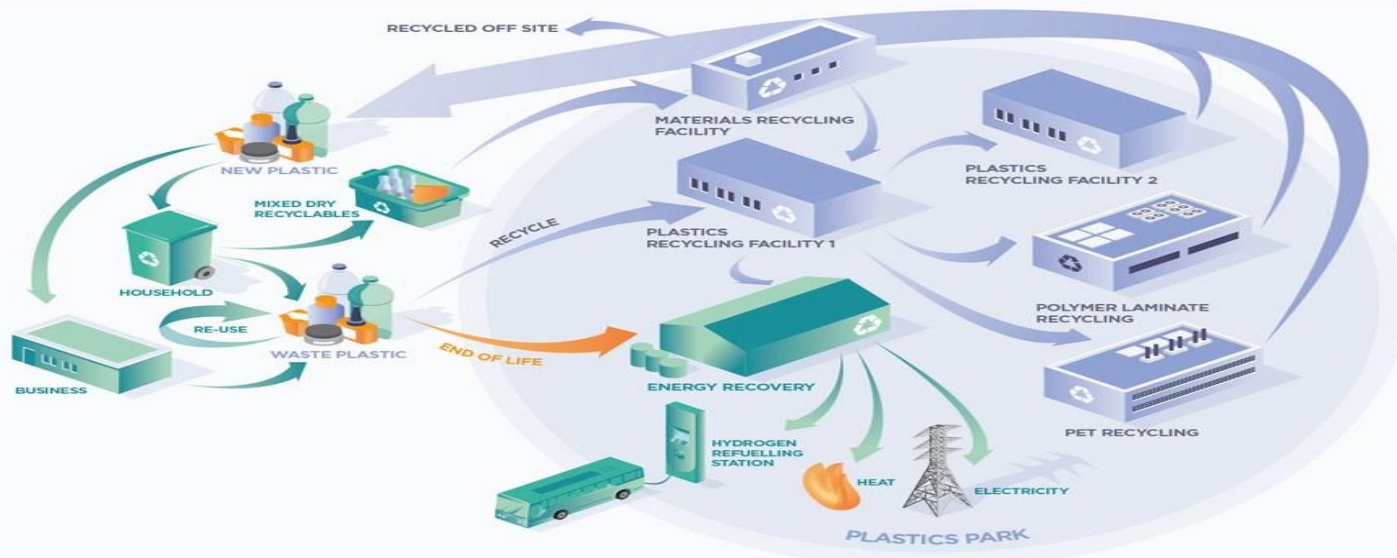 RECYCLED OFF SITE
MATERIALS RECYCLING
FACILITY
NEW PLASTIC
MIXED DRY
RECYCLABLES
PLASTICS
RECYCLING FACILITY 2
RECYCLE
PLASTICS
RECYCLING FACILITY 1
HOUSEHOLD
RE-USE
WASTE PLASTIC
END OF LIFE
POLYMER LAMINATE
RECYCLING
BUSINESS
ENERGY RECOVERY
PET RECYCLING
HYDROGEN
REFUELLING
STATION
HEAT
ELECTRICITY
PLASTICS PARK